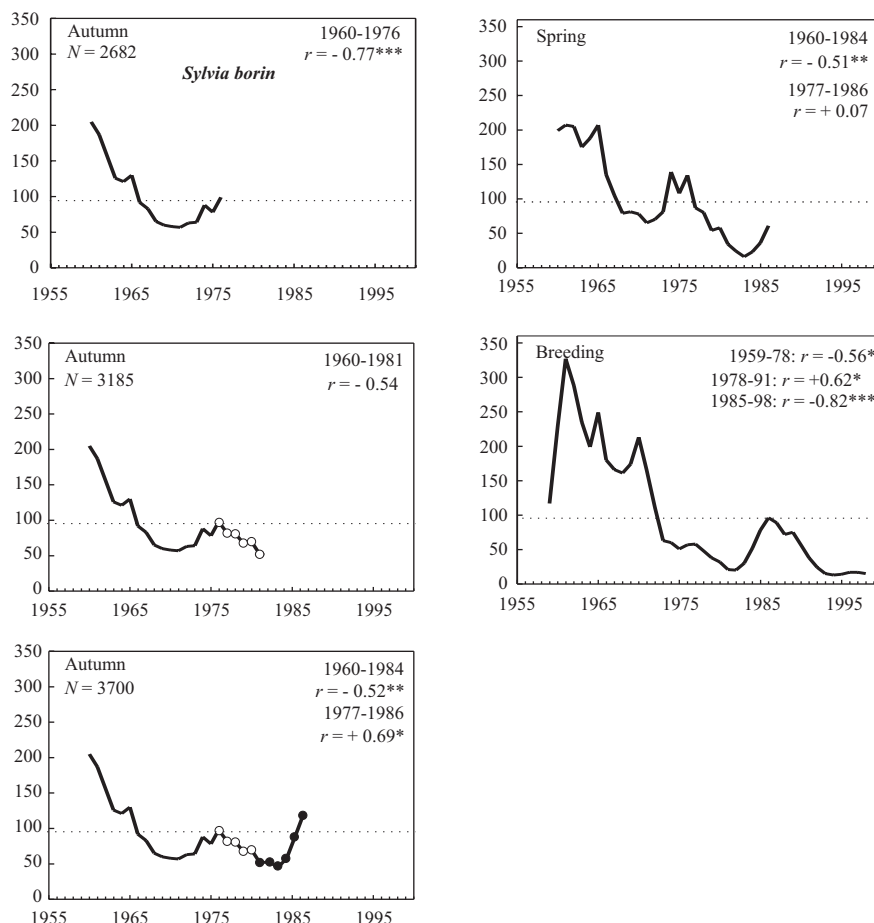 350
300
250
200
150
100
50
0
Autumn
N = 2682
1960-1976
r = - 0.77***
Sylvia borin
1955 1965 1975 1985 1995
350
300
250
200
150
100
50
0
Spring
1960-1984
r = - 0.51**
1977-1986
r = + 0.07
1955 1965 1975 1985 1995
350
300
250
200
150
100
50
0
Autumn
N = 3185
1960-1981
r = - 0.54
1955 1965 1975 1985 1995
350
300
250
200
150
100
50
0
Breeding
1959-78: r = -0.56*
1978-91: r = +0.62*
1985-98: r = -0.82***
1955 1965 1975 1985 1995
350
300
250
200
150
100
50
0
Autumn
N = 3700
1960-1984
r = - 0.52**
1977-1986
r = + 0.69*
1955 1965 1975 1985 1995